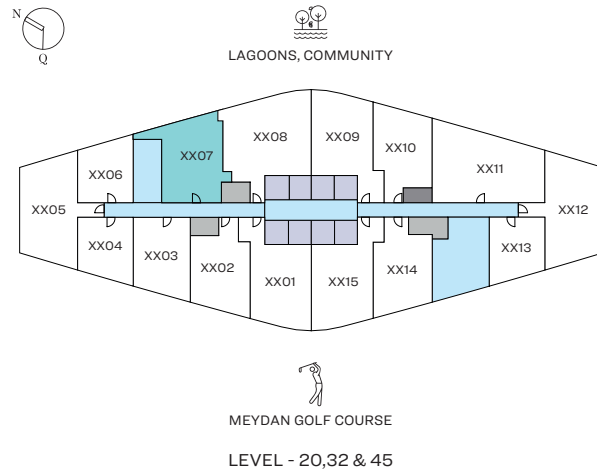 N
Q
LAGOONS, COMMUNITY
XX08
XX09
XX10
XX07
XX11
XX06
XX05
XX12
XX04
XX03
XX02
XX01
XX15
XX14
XX13
MEYDAN GOLF COURSE
LEVEL - 20,32 & 45